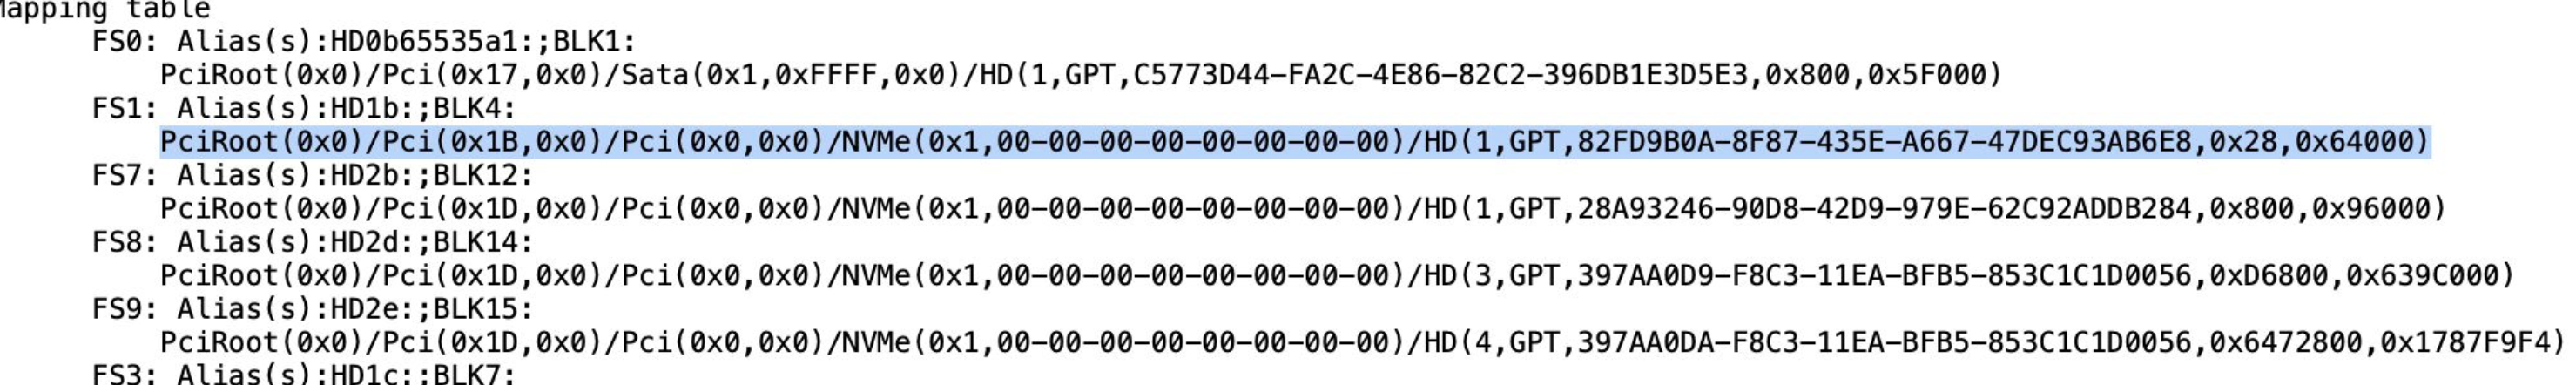 Mapping table
FS0: Alias(s):HD0b65535a1:;BLK1:
PciRoot(0x0)/Pci(0x17,0x0)/Sata(0x1,0xFFFF,0x0)/HD(1,GPT,C5773D44-FA2C-4E86-82C2-396DB1E3D5E3,0x800,0x5F000)
FS1: Alias(s):HD1b:;BLK4:
PciRoot(0x0)/Pci(0x1B,0x0)/Pci(0x0,0x0)/NVMe(0x1,00-00-00-00-00-00-00-00)/HD(1,GPT,82FD9B0A-8F87-435E-A667-47DEC93AB6E8,0x28,0x64000)
FS7: Alias(s):HD2b:;BLK12:
PciRoot(0x0)/Pci(0x1D,0x0)/Pci(0x0,0x0)/NVMe(0x1,00-00-00-00-00-00-00-00)/HD(1,GPT,28A93246-90D8-42D9-979E-62C92ADDB284,0x800,0x96000)
FS8: Alias(s):HD2d:;BLK14:
PciRoot(0x0)/Pci(0x1D,0x0)/Pci(0x0,0x0)/NVMe(0x1,00-00-00-00-00-00-00-00)/HD(3,GPT,397AA0D9-F8C3-11EA-BFB5-853C1C1D0056,0xD6800,0x639C000)
FS9: Alias(s):HD2e:;BLK15:
PciRoot(0x0)/Pci(0x1D,0x0)/Pci(0x0,0x0)/NVMe(0x1,00-00-00-00-00-00-00-00)/HD(4,GPT,397AA0DA-F8C3-11EA-BFB5-853C1C1D0056,0x6472800,0x1787F9F4)
FS3: Alias(s):HD1c:;BLK7: